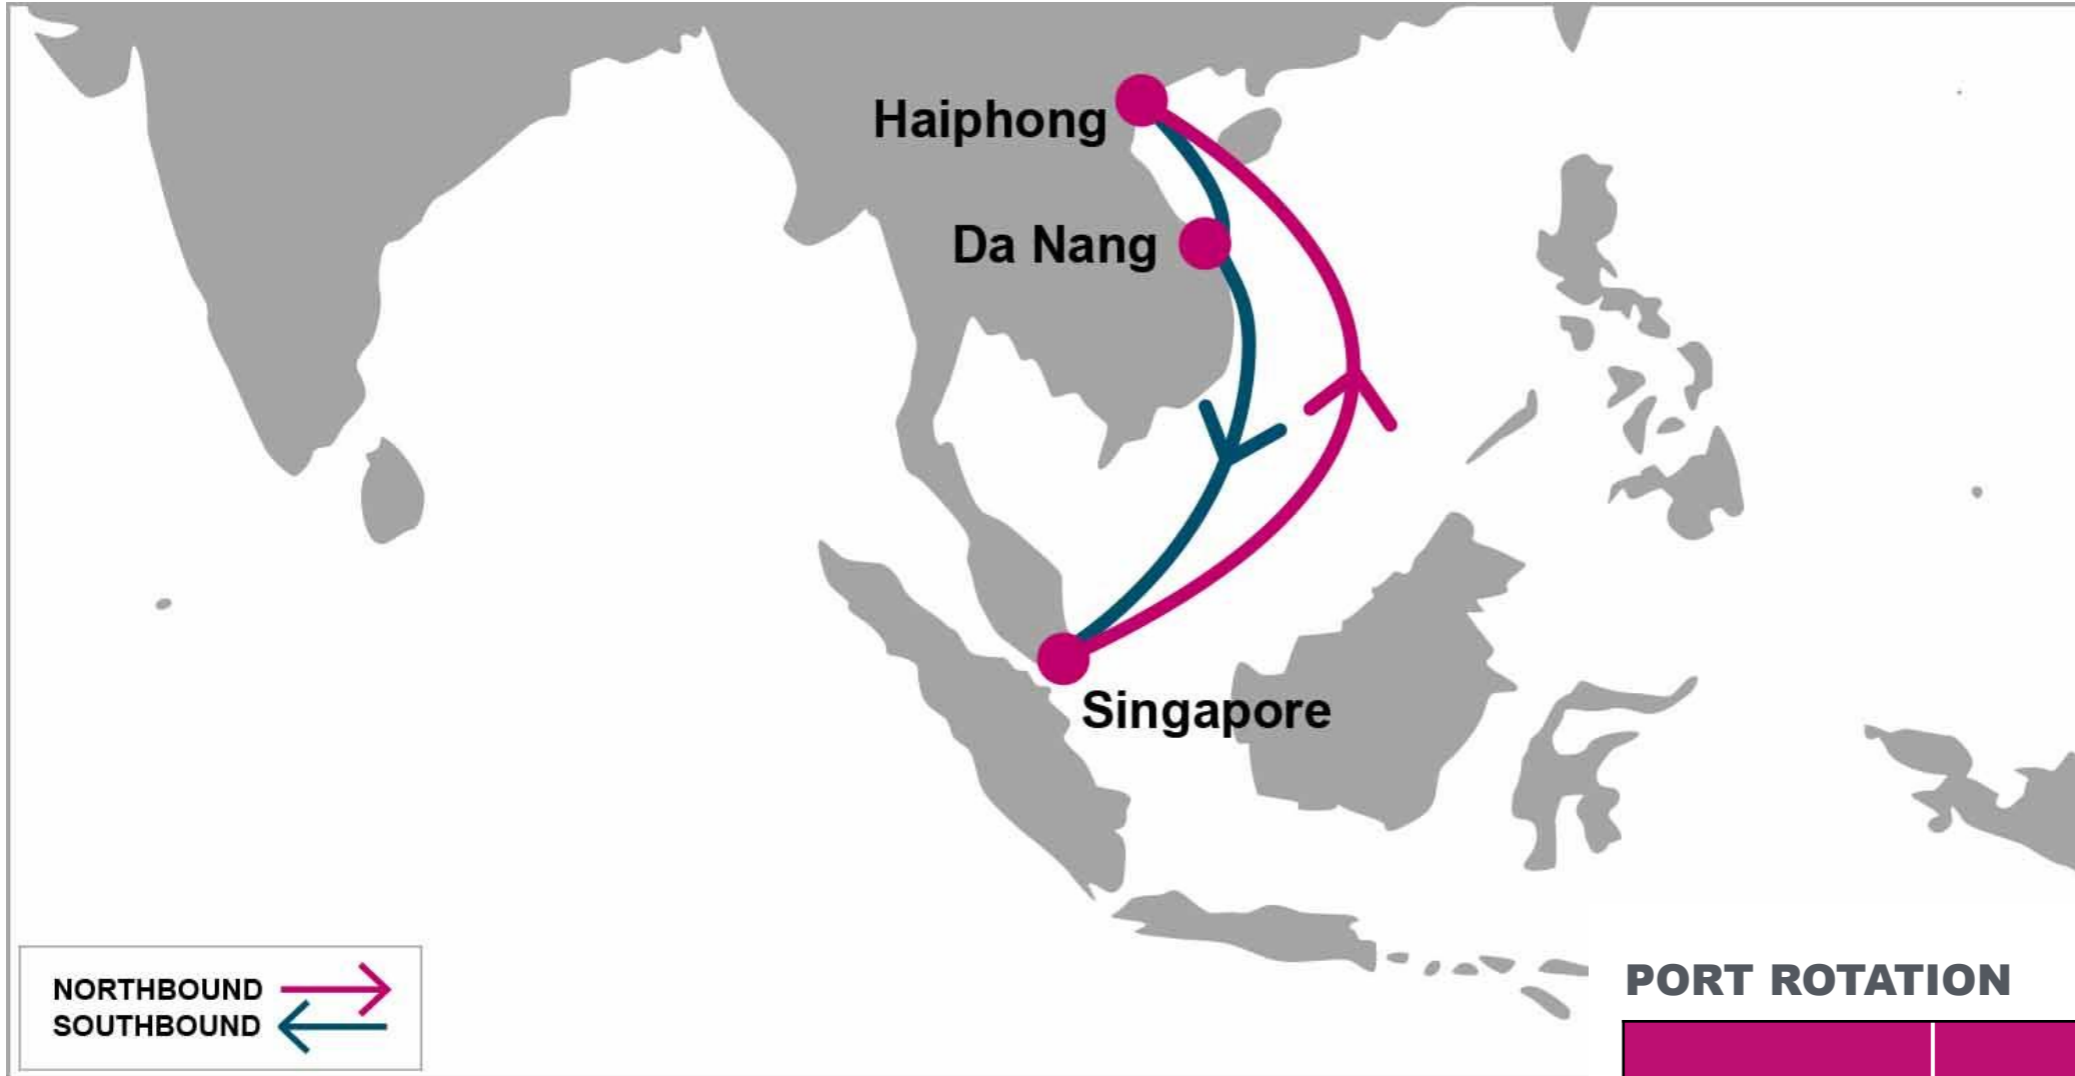 Haiphong
Da Nang
Singapore
NORTHBOUND
SOUTHBOUND
PORT ROTATION